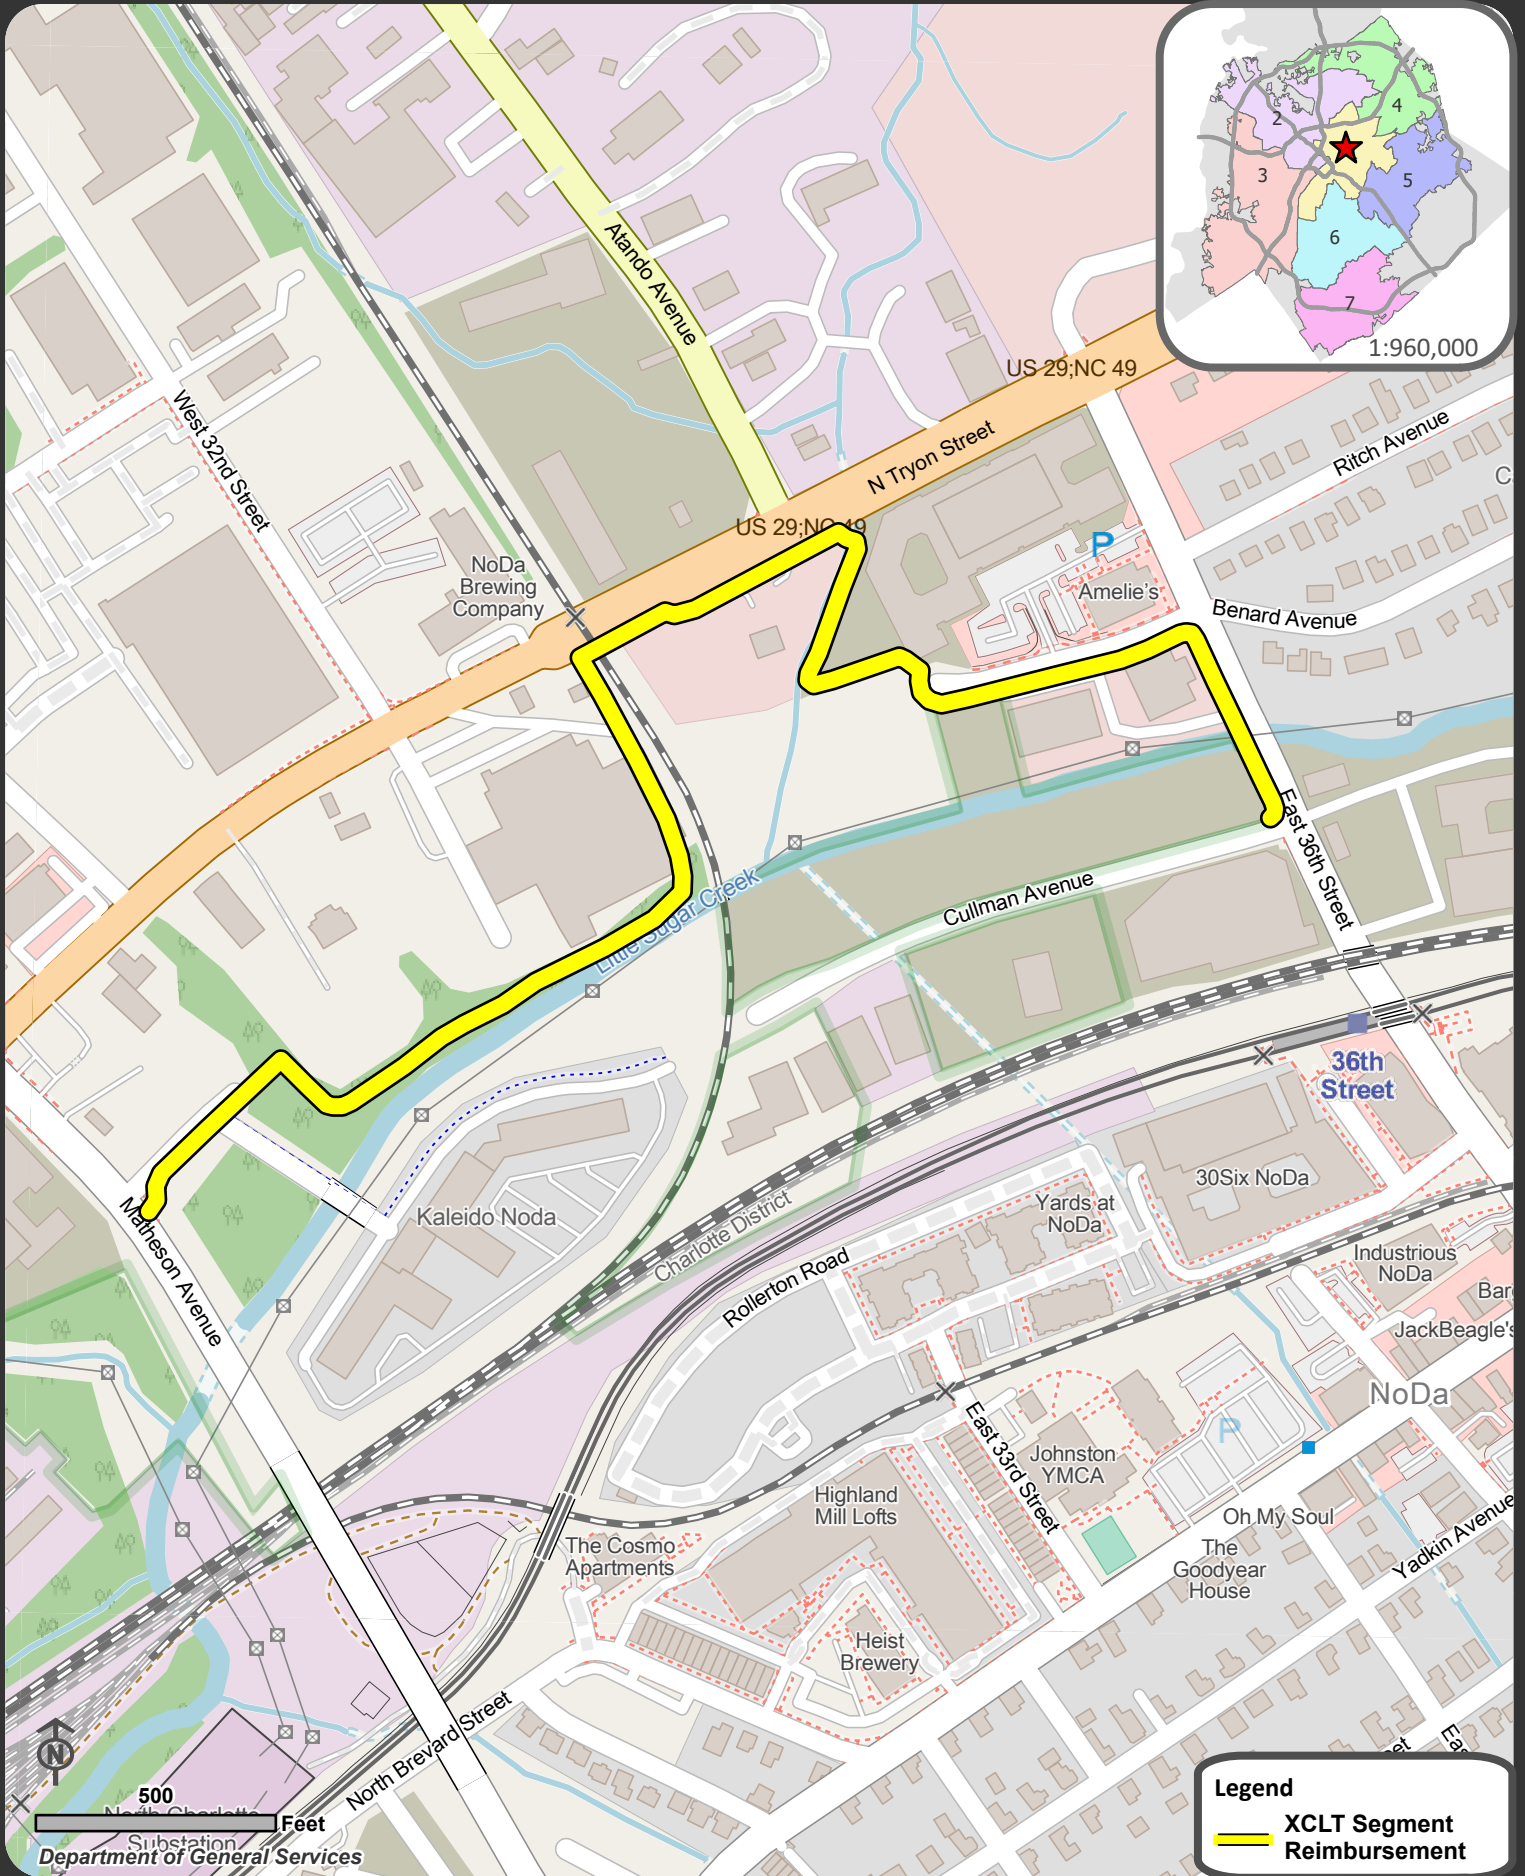 2
4
3
5
6
7
1:960,000
Atando Avenue
US 29;NC 49
N Tryon Street
Ritch Avenue
West 32nd Street
US 29;NC 49
P
NoDa
Brewing
Company
Amelie's
Benard Avenue
East 36th Street
Little Sugar Creek
Cullman Avenue
36th
Street
Matheson Avenue
Kaleido Noda
30Six NoDa
Yards at
NoDa
Charlotte District
Rollerton Road
Industrious
NoDa
JackBeagle's
NoDa
East 33rd Street
P
Johnston
YMCA
Highland
Mill Lofts
Oh My Soul
The Cosmo
Apartments
The
Goodyear
House
Yadkin Avenue
Heist
Brewery
North Brevard Street
N
500
Feet
North Charlotte
Substation
Department of General Services
Legend
XCLT Segment
Reimbursement